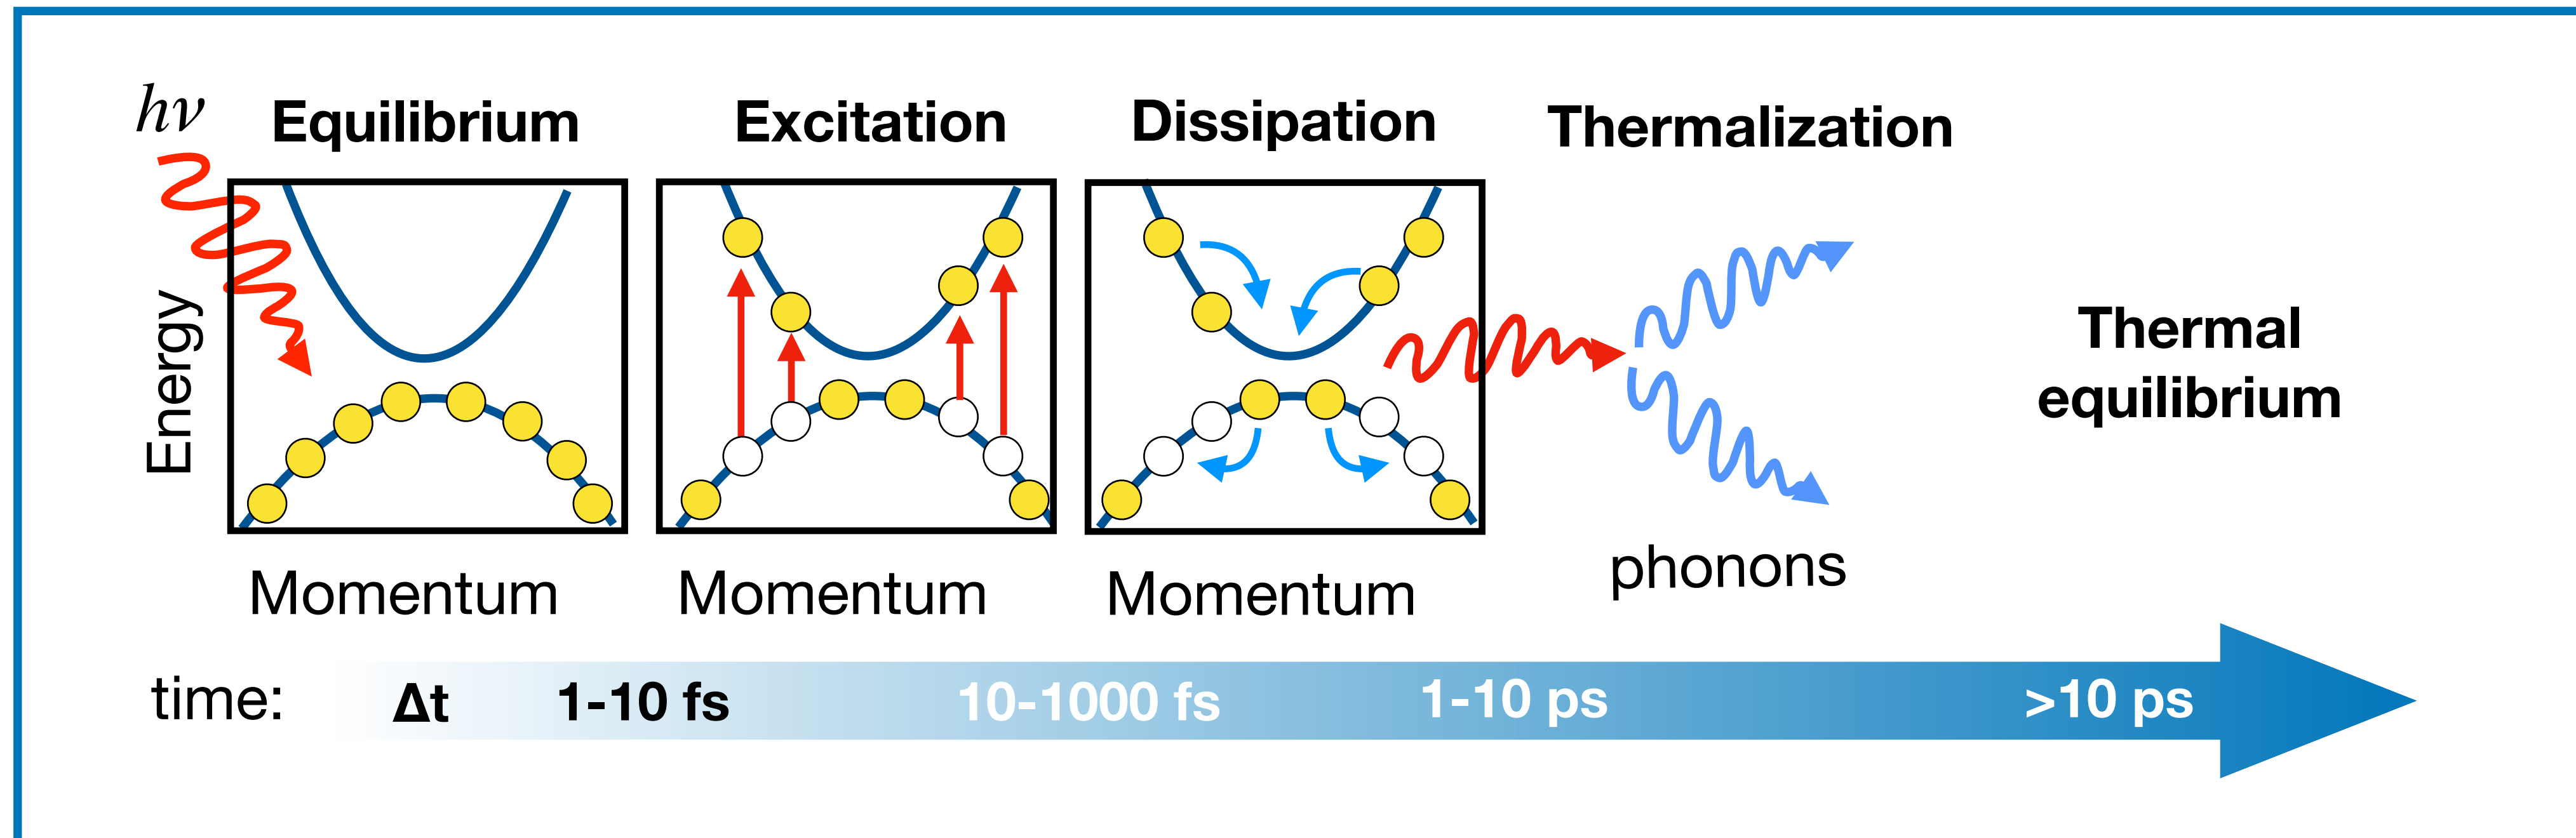 hν
Equilibrium
Excitation
Dissipation
Thermalization
Energy
Thermal
equilibrium
Momentum
Momentum
Momentum
phonons
time:
Δt
1-10 fs
10-1000 fs
1-10 ps
>10 ps